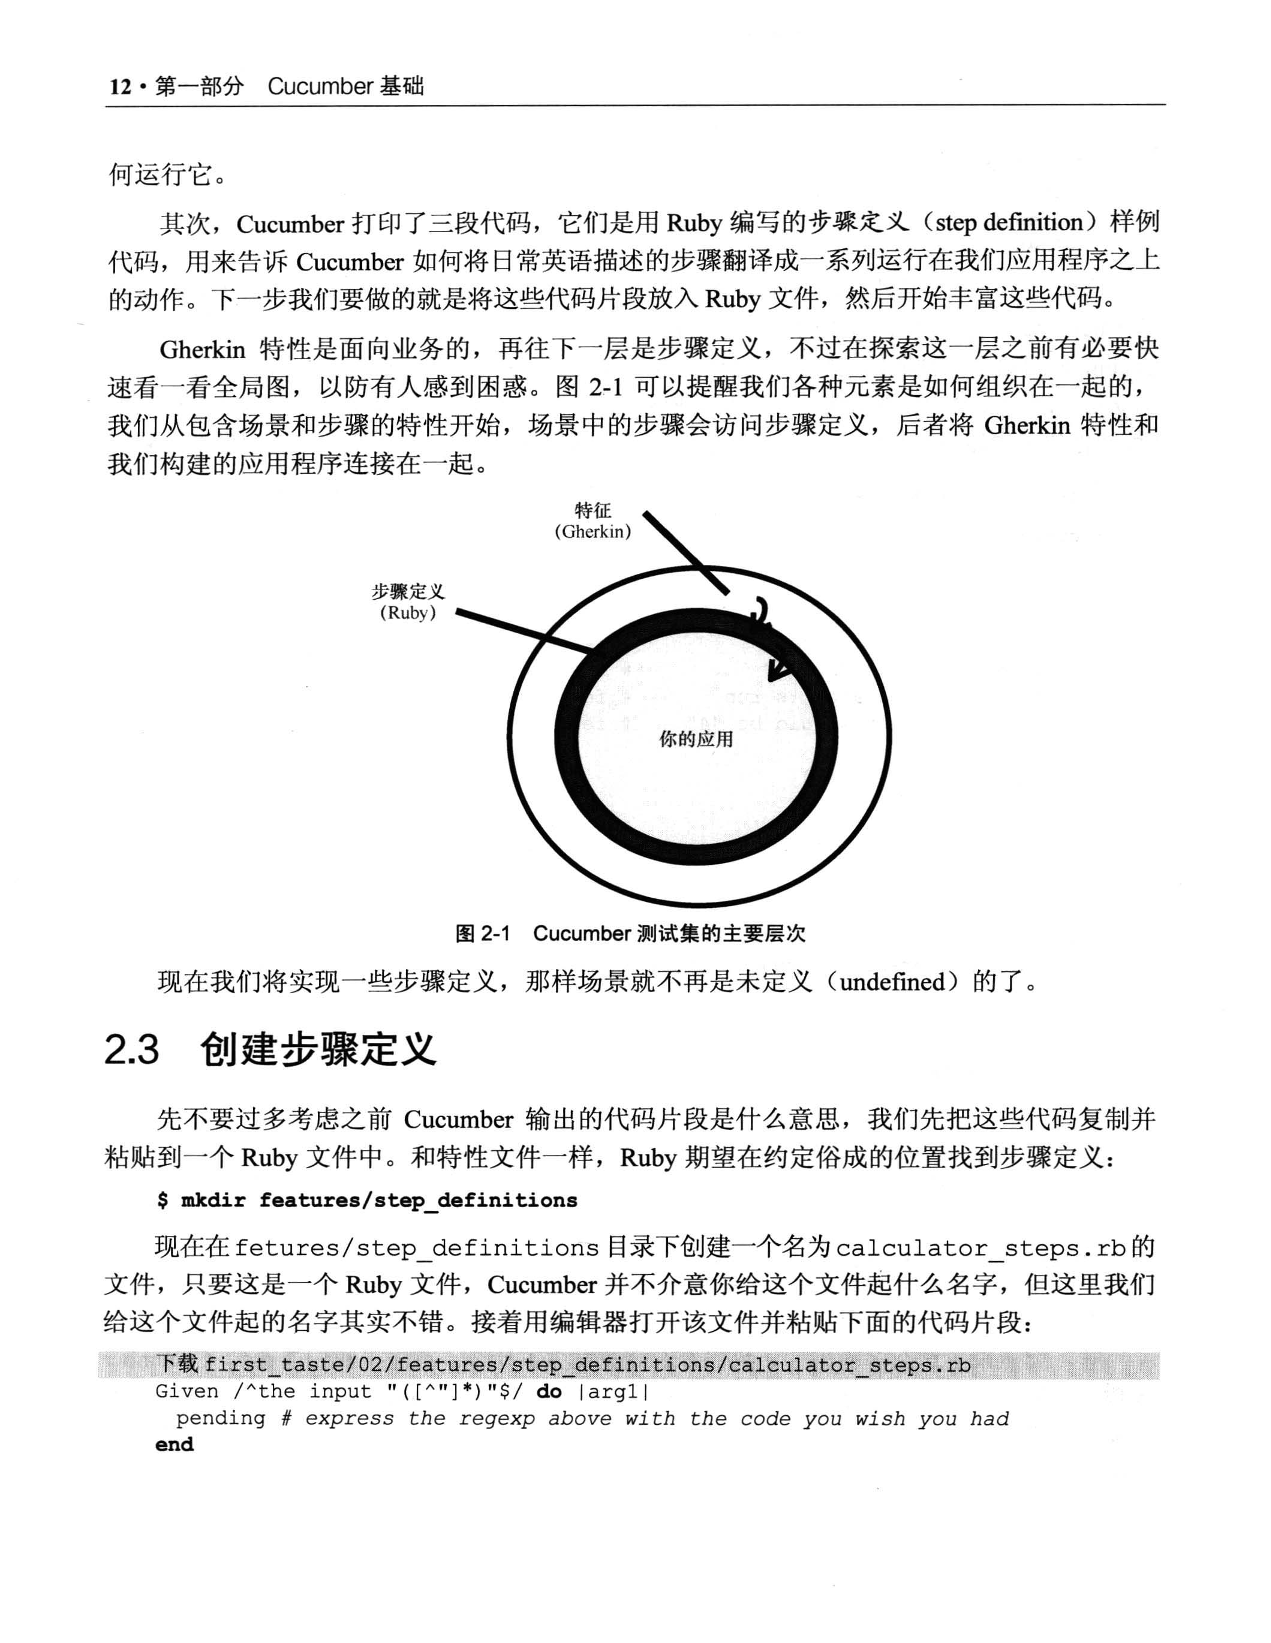 12·第一部分 Cucumber 基础
何运行它。
其次，Cucumber 打印了三段代码，它们是用 Ruby 编写的步骤定义（step definition）样例
代码，用来告诉 Cucumber 如何将日常英语描述的步骤翻译成一系列运行在我们应用程序之上
的动作。下一步我们要做的就是将这些代码片段放入 Ruby 文件，然后开始丰富这些代码。
Gherkin 特性是面向业务的，再往下一层是步骤定义，不过在探索这一层之前有必要快
速看一看全局图，以防有人感到困惑。图 2-1 可以提醒我们各种元素是如何组织在一起的，
我们从包含场景和步骤的特性开始，场景中的步骤会访问步骤定义，后者将 Gherkin 特性和
我们构建的应用程序连接在一起。
特征
(Gherkin)
步骤定义
(Ruby)
你的应用
图 2-1 Cucumber 测试集的主要层次
现在我们将实现一些步骤定义，那样场景就不再是未定义（undefined）的了。
2.3 创建步骤定义
先不要过多考虑之前 Cucumber 输出的代码片段是什么意思，我们先把这些代码复制并
粘贴到一个 Ruby 文件中。和特性文件一样，Ruby 期望在约定俗成的位置找到步骤定义：
$ mkdir features/step_definitions
现在在 fetures/step_definitions 目录下创建一个名为 calculator_steps.rb 的
文件，只要这是一个 Ruby 文件，Cucumber 并不介意你给这个文件起什么名字，但这里我们
给这个文件起的名字其实不错。接着用编辑器打开该文件并粘贴下面的代码片段：
下载 first_taste/02/features/step_definitions/calculator_steps.rb
Given /^the input "([^"]*)"$/ do |arg1|
pending # express the regexp above with the code you wish you had
end